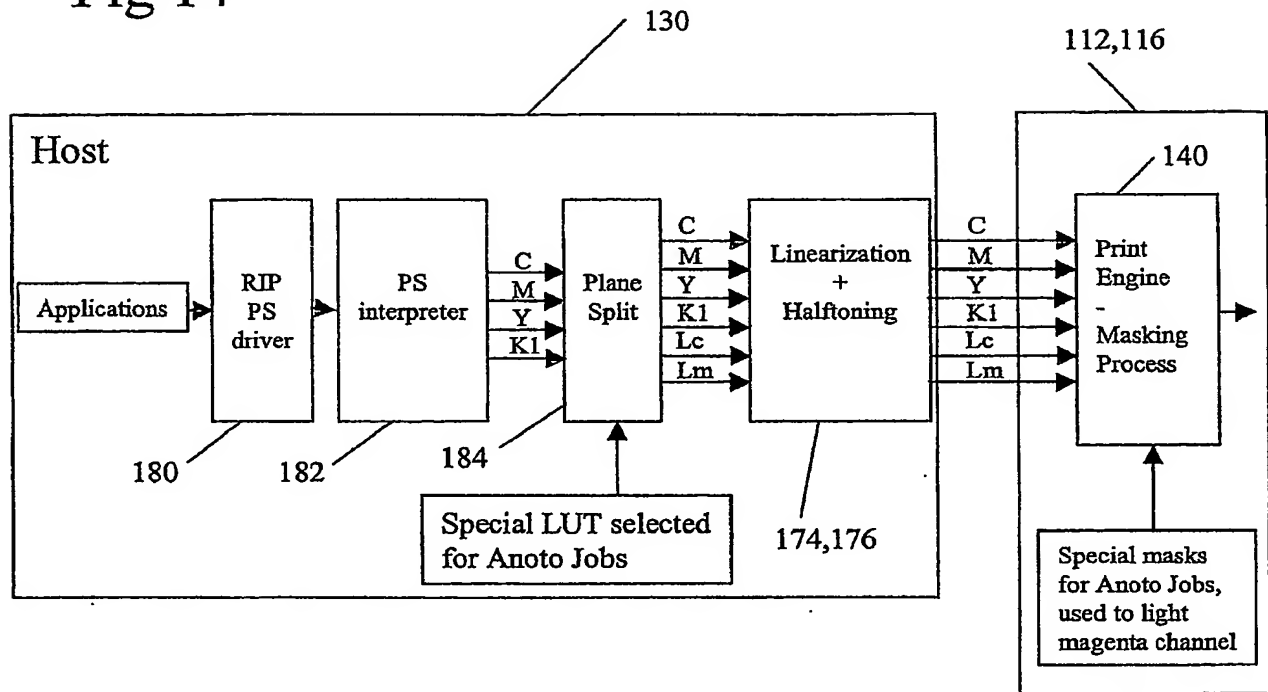 Fig
130
112,116
Host
140
Applications
RIP
PS
driver
PS
interpreter
C
M
Y
K1
Plane
Split
C
M
Y
K1
Lc
Lm
Linearization
+
Halftoning
C
M
Y
K1
Lc
Lm
Print
Engine
-
Masking
Process
180
182
184
174,176
Special LUT selected
for Anoto Jobs
Special masks
for Anoto Jobs,
used to light
magenta channel